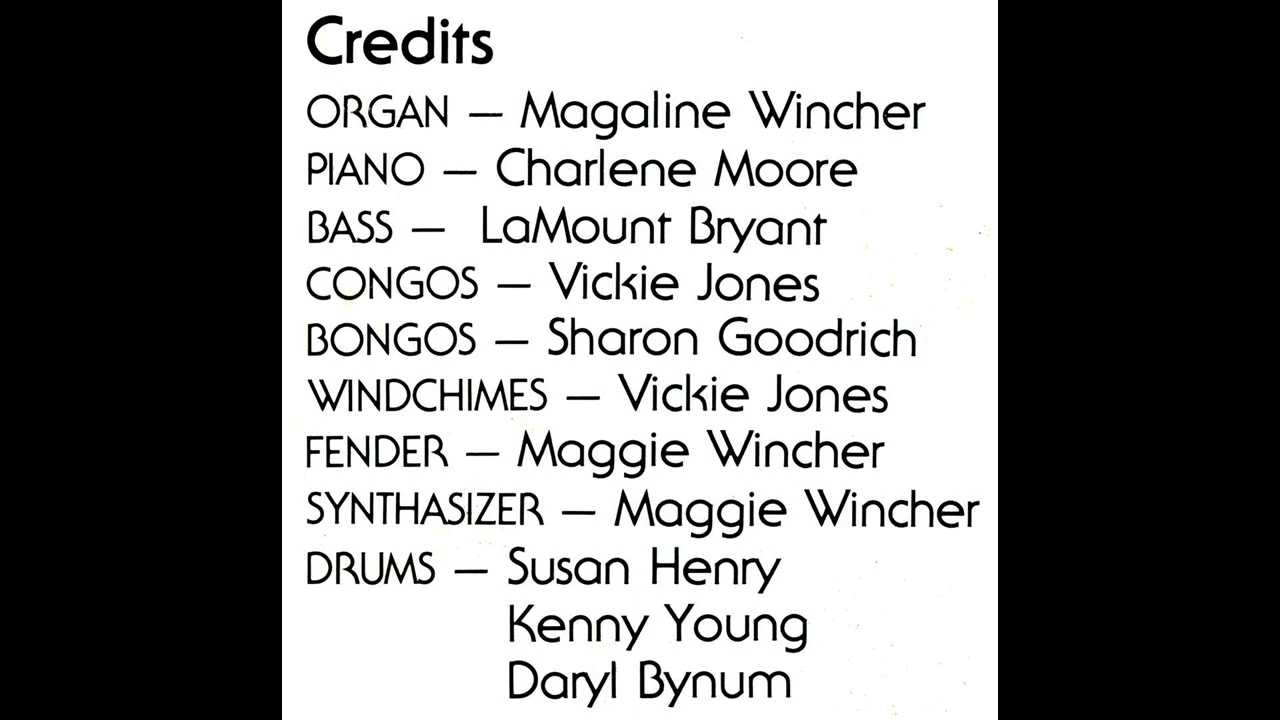 Credits
ORGAN — Magaline Wincher
PIANO — Charlene Moore
BASS — LaMount Bryant
CONGOS — Vickie Jones
BONGOS — Sharon Goodrich
WINDCHIMES — Vickie Jones
FENDER — Maggie Wincher
SYNTHASIZER — Maggie Wincher
DRUMS — Susan Henry
Kenny Young
Daryl Bynum